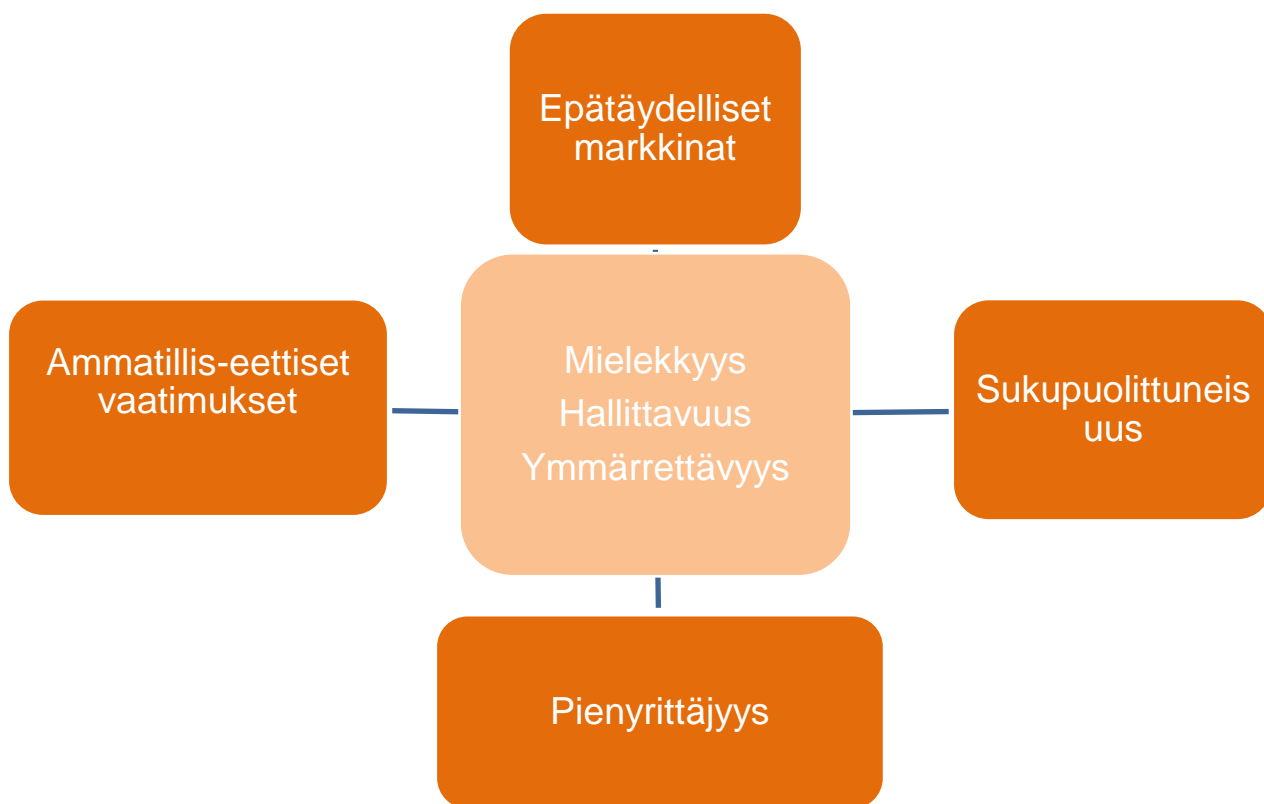 Epätäydelliset
markkinat
Ammatillis-eettiset
vaatimukset
Mielekkyys
Hallittavuus
Ymmärrettävyys
Sukupuolittuneis
uus
Pienyrittäjyys